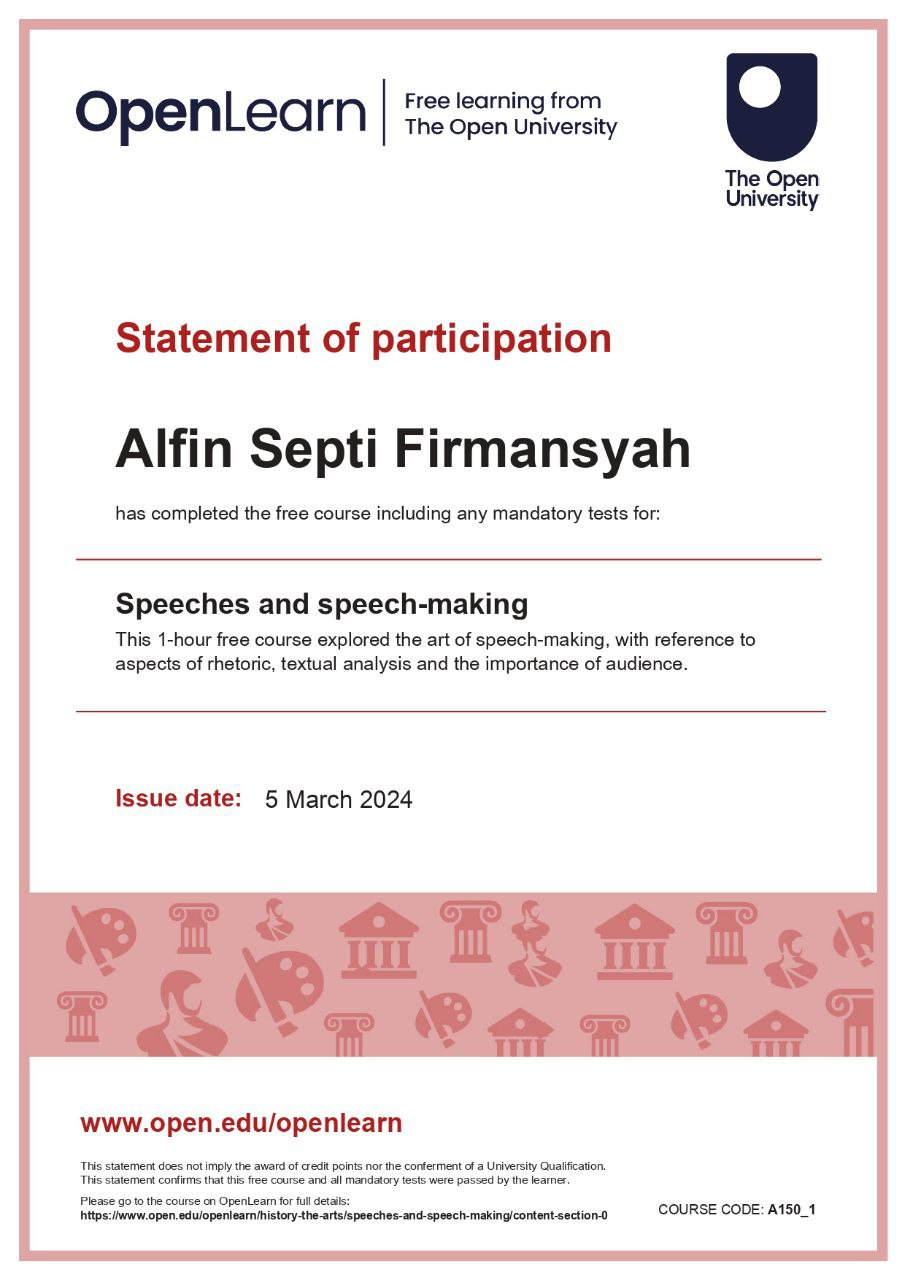 OpenLearn
Free learning from
The Open University
The Open
University
Statement of participation
Alfin Septi Firmansyah
has completed the free course including any mandatory tests for:
Speeches and speech-making
This 1-hour free course explored the art of speech-making, with reference to
aspects of rhetoric, textual analysis and the importance of audience.
Issue date: 5 March 2024
www.open.edu/openlearn
This statement does not imply the award of credit points nor the conferment of a University Qualification.
This statement confirms that this free course and all mandatory tests were passed by the learner.
Please go to the course on OpenLearn for full details:
https://www.open.edu/openlearn/history-the-arts/speeches-and-speech-making/content-section-0
COURSE CODE: A150_1